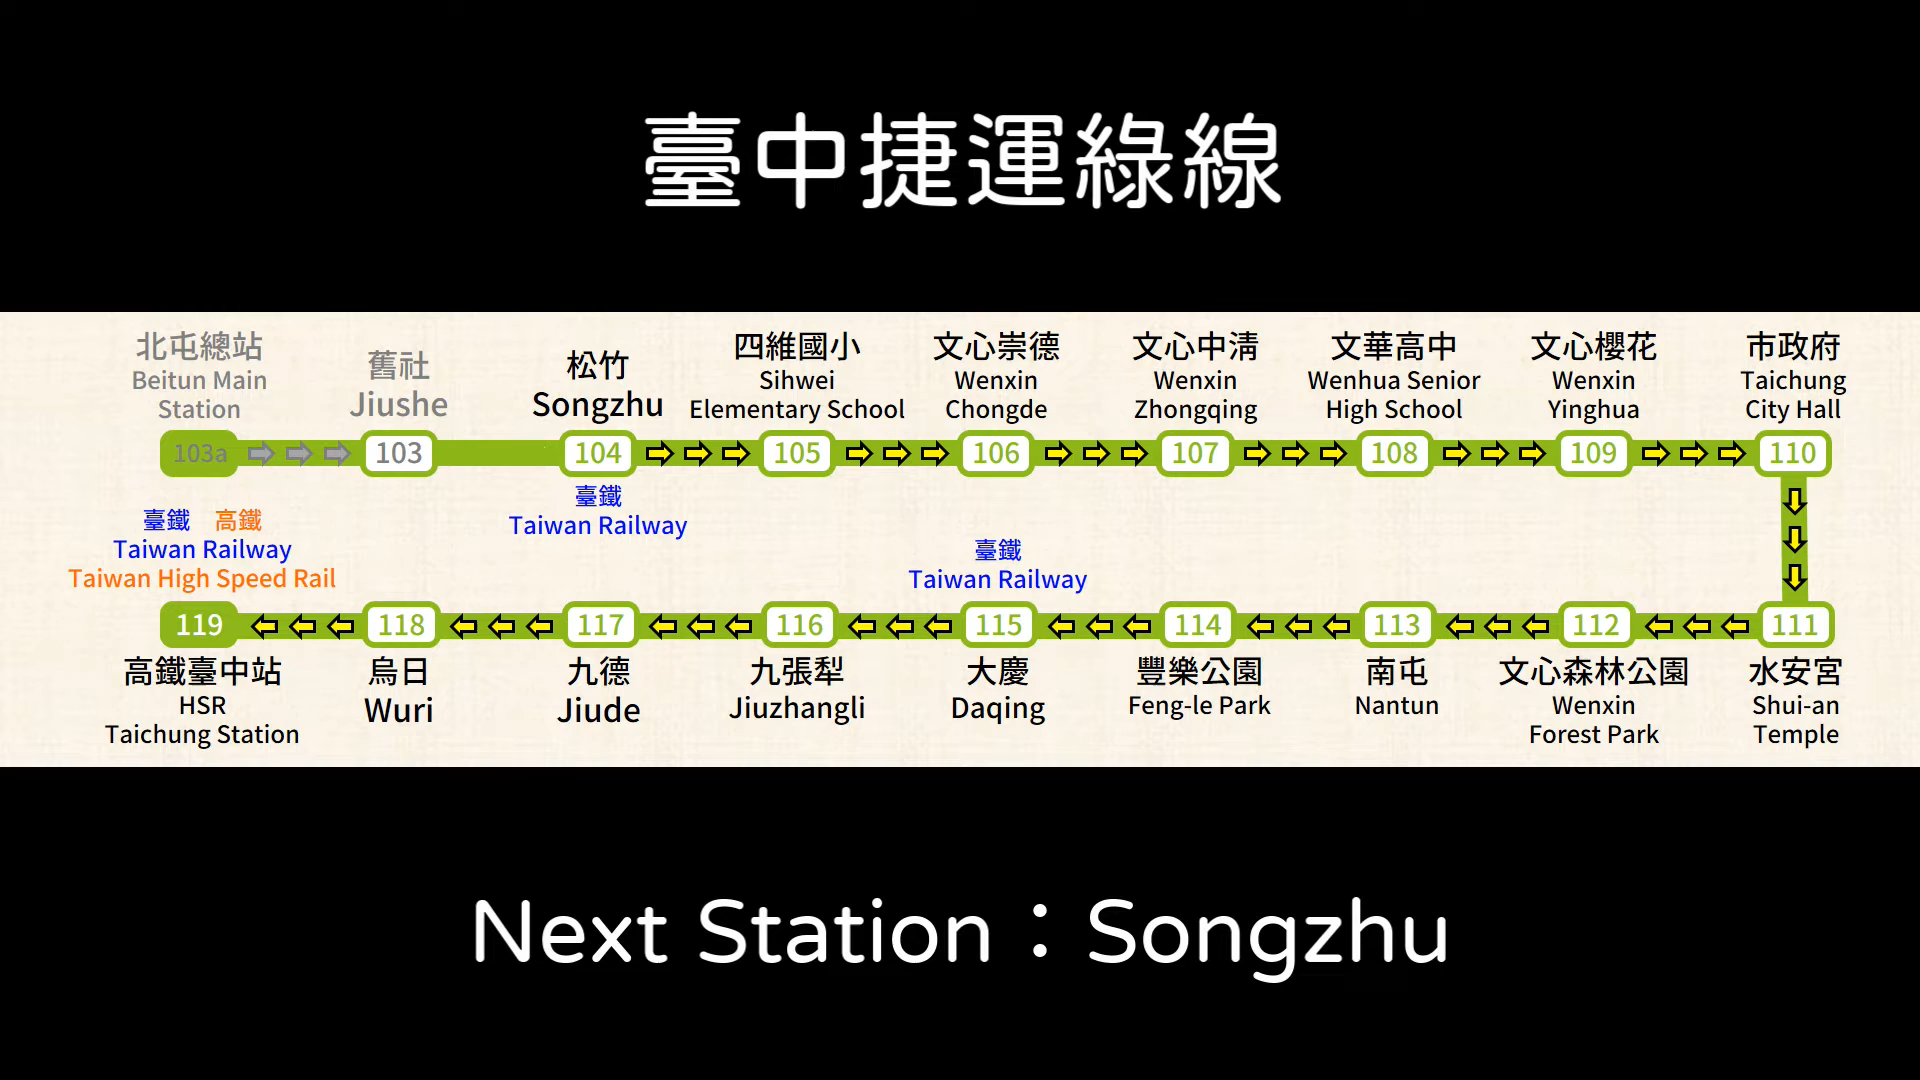 臺中捷運綠線
北屯總站
Beitun Main
Station
舊社
Jiushe
松竹
Songzhu
四維國小
Sihwei
Elementary School
文心崇德
Wenxin
Chongde
文心中清
Wenxin
Zhongqing
文華高中
Wenhua Senior
High School
文心櫻花
Wenxin
Yinghua
市政府
Taichung
City Hall
103a 103 104 105 106 107 108 109 110
臺鐵
Taiwan Railway
臺鐵 高鐵
Taiwan Railway
Taiwan High Speed Rail
臺鐵
Taiwan Railway
119 118 117 116 115 114 113 112 111
高鐵臺中站
HSR
Taichung Station
烏日
Wuri
九德
Jiude
九張犁
Jiuzhangli
大慶
Daqing
豐樂公園
Feng-le Park
南屯
Nantun
文心森林公園
Wenxin
Forest Park
水安宮
Shui-an
Temple
Next Station：Songzhu